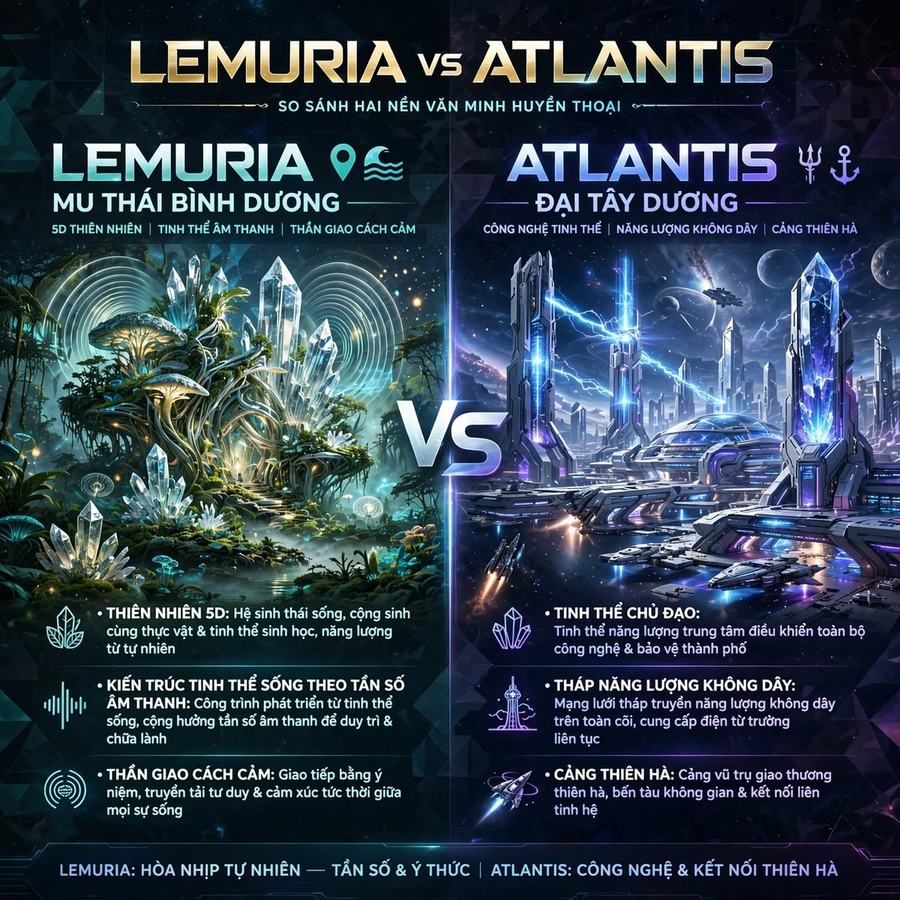 LEMURIA VS ATLANTIS
SO SÁNH HAI NỀN VĂN MINH HUYỀN THOẠI
LEMURIA
MU THÁI BÌNH DƯƠNG
5D THIÊN NHIÊN | TINH THỂ ÂM THANH | THẦN GIAO CÁCH CẢM
ATLANTIS
ĐẠI TÂY DƯƠNG
CÔNG NGHỆ TINH THỂ | NĂNG LƯỢNG KHÔNG DÂY | CẢNG THIÊN HÀ
VS
• THIÊN NHIÊN 5D: Hệ sinh thái sống, cộng sinh
cùng thực vật & tinh thể sinh học, năng lượng
từ tự nhiên
• KIẾN TRÚC TINH THỂ SỐNG THEO TẦN SỐ
ÂM THANH: Công trình phát triển từ tinh thể
sống, cộng hưởng tần số âm thanh để duy trì &
chữa lành
• THẦN GIAO CÁCH CẢM: Giao tiếp bằng ý
niệm, truyền tải tư duy & cảm xúc tức thời giữa
mọi sự sống
• TINH THỂ CHỦ ĐẠO:
Tinh thể năng lượng trung tâm điều khiển toàn bộ
công nghệ & bảo vệ thành phố
• THÁP NĂNG LƯỢNG KHÔNG DÂY:
Mạng lưới tháp truyền năng lượng không dây
trên toàn cõi, cung cấp điện từ trường
liên tục
• CẢNG THIÊN HÀ: Cảng vũ trụ giao thương
thiên hà, bến tàu không gian & kết nối liên
tinh hệ
LEMURIA: HÒA NHỊP TỰ NHIÊN — TẦN SỐ & Ý THỨC | ATLANTIS: CÔNG NGHỆ & KẾT NỐI THIÊN HÀ